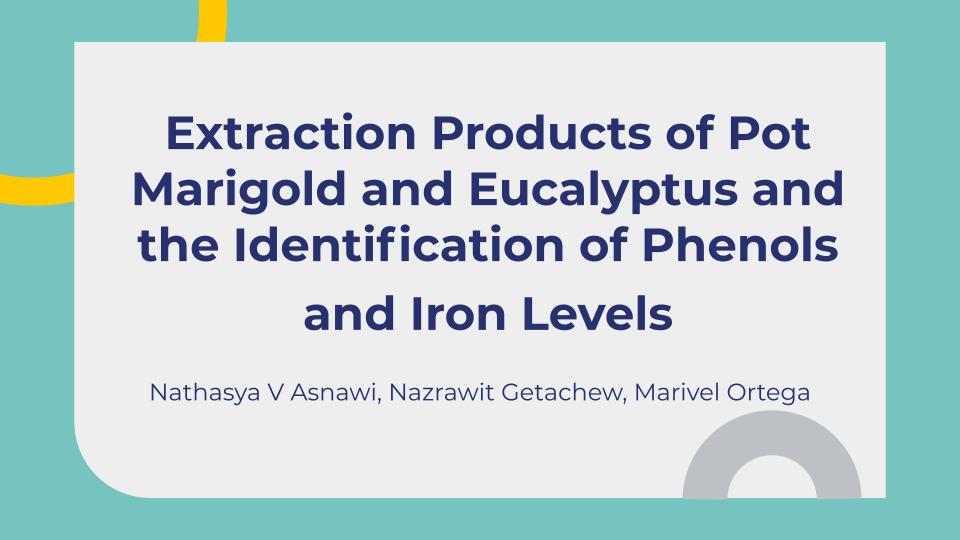 Extraction Products of Pot
Marigold and Eucalyptus and
the Identification of Phenols
and Iron Levels
Nathasya V Asnawi, Nazrawit Getachew, Marivel Ortega